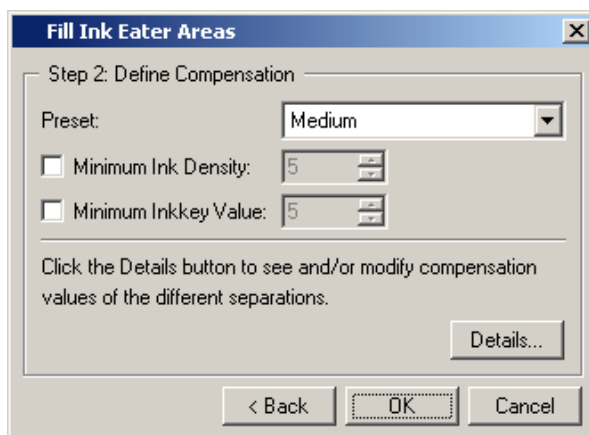 Fill Ink Eater Areas
Step 2: Define Compensation
Preset: Medium
Minimum Ink Density: 5
Minimum Inkkey Value: 5
Click the Details button to see and/or modify compensation
values of the different separations.
Details...
< Back OK Cancel